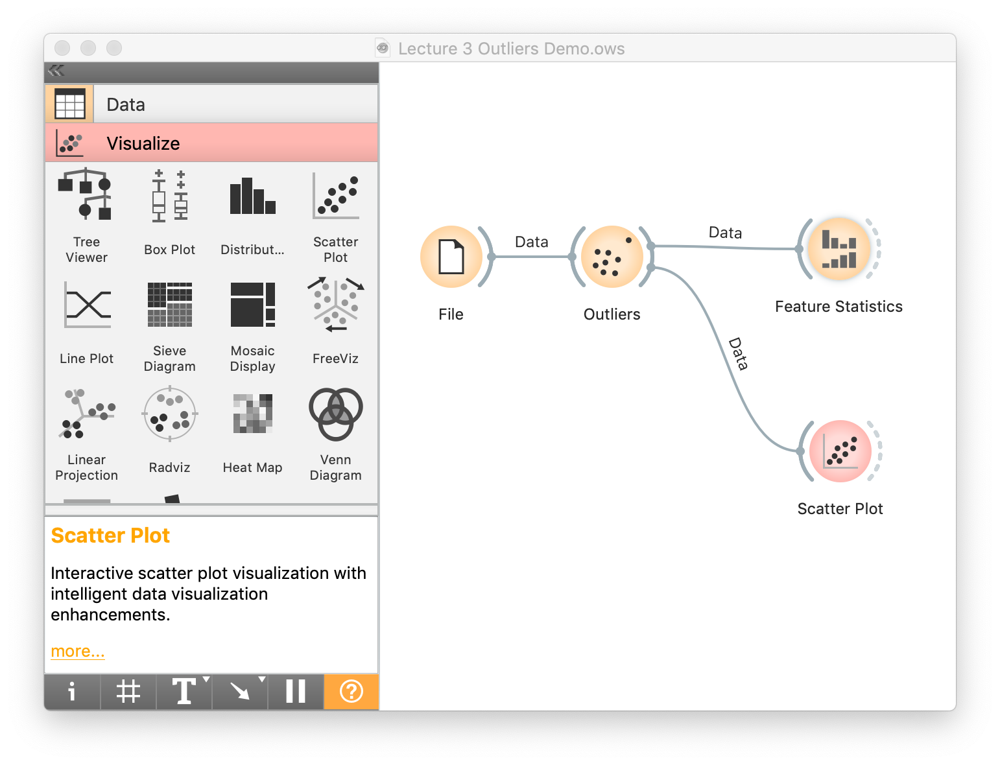 Lecture 3 Outliers Demo.ows
Data
Visualize
Tree
Viewer
Box Plot
Distribut...
Scatter
Plot
Line Plot
Sieve
Diagram
Mosaic
Display
FreeViz
Linear
Projection
Radviz
Heat Map
Venn
Diagram
Scatter Plot
Interactive scatter plot visualization with
intelligent data visualization
enhancements.
more...
i
T
?
File
Data
Outliers
Data
Feature Statistics
Data
Scatter Plot